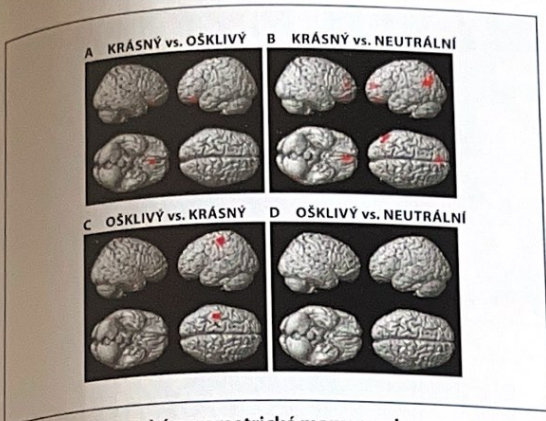 A KRÁSNÝ vs. OŠKLIVÝ
B KRÁSNÝ vs. NEUTRÁLNÍ
C OŠKLIVÝ vs. KRÁSNÝ
D OŠKLIVÝ vs. NEUTRÁLNÍ